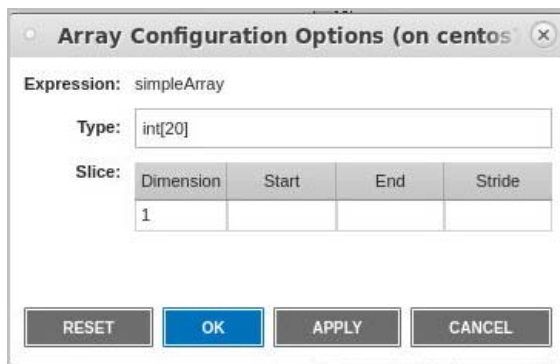 Array Configuration Options (on centos
Expression: simpleArray
Type: int[20]
Slice: Dimension Start End Stride
1
RESET OK APPLY CANCEL